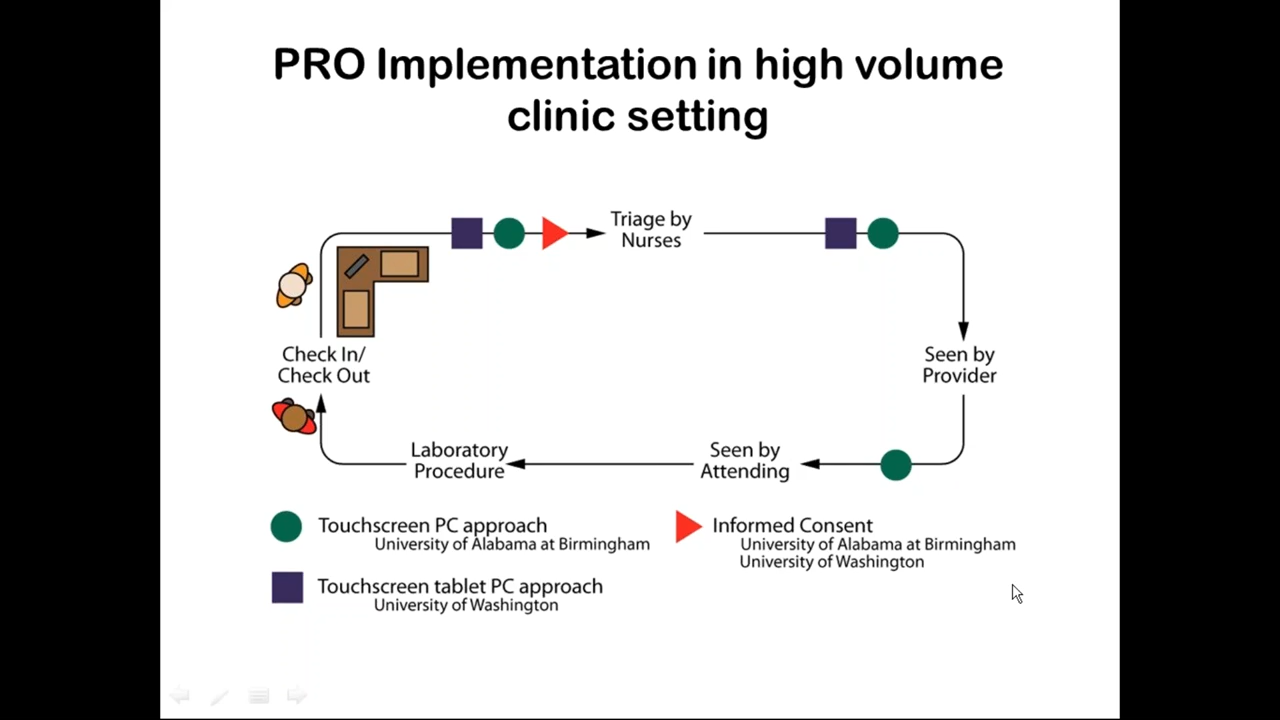 PRO Implementation in high volume
clinic setting
Triage by
Nurses
Check In/
Check Out
Seen by
Provider
Laboratory
Procedure
Seen by
Attending
Touchscreen PC approach
University of Alabama at Birmingham
Informed Consent
University of Alabama at Birmingham
University of Washington
Touchscreen tablet PC approach
University of Washington